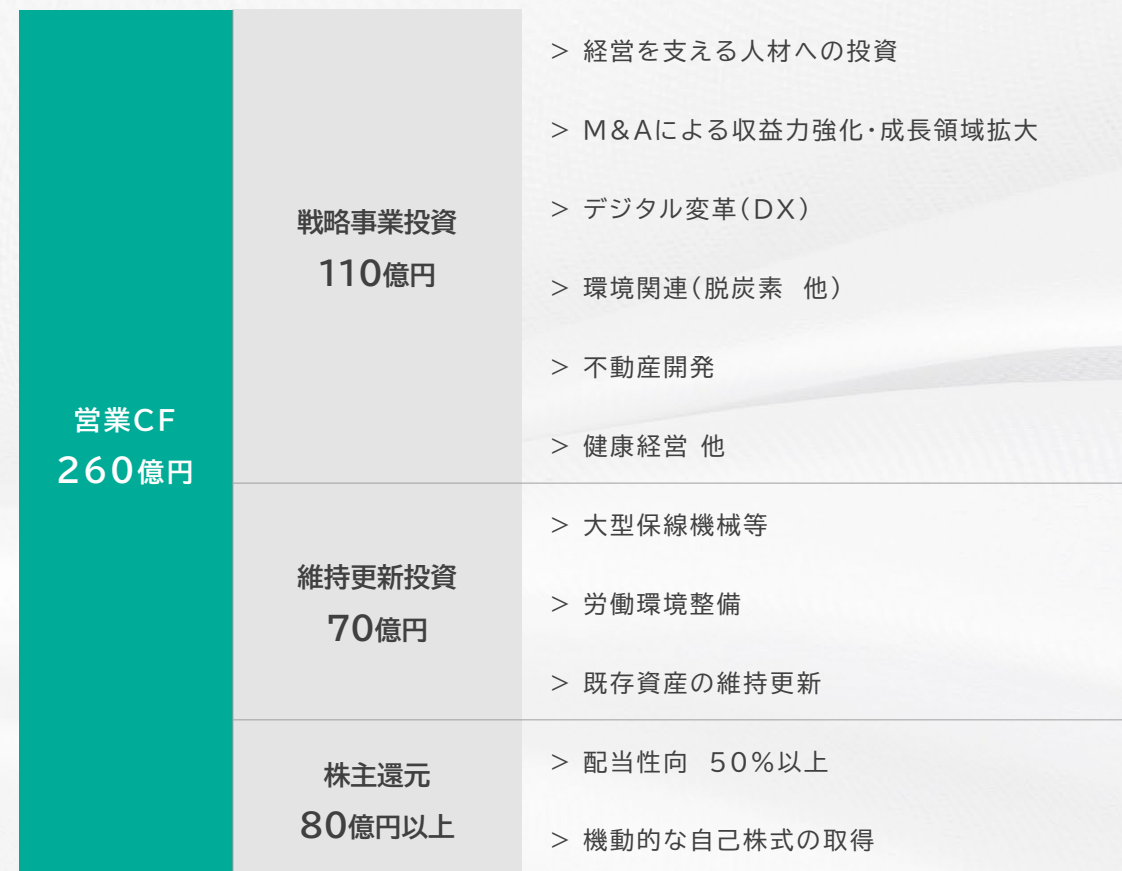 営業CF
260億円
戦略事業投資
110億円
> 経営を支える人材への投資
> M&Aによる収益力強化・成長領域拡大
> デジタル変革(DX)
> 環境関連(脱炭素　他)
> 不動産開発
> 健康経営 他
維持更新投資
70億円
> 大型保線機械等
> 労働環境整備
> 既存資産の維持更新
株主還元
80億円以上
> 配当性向　50%以上
> 機動的な自己株式の取得